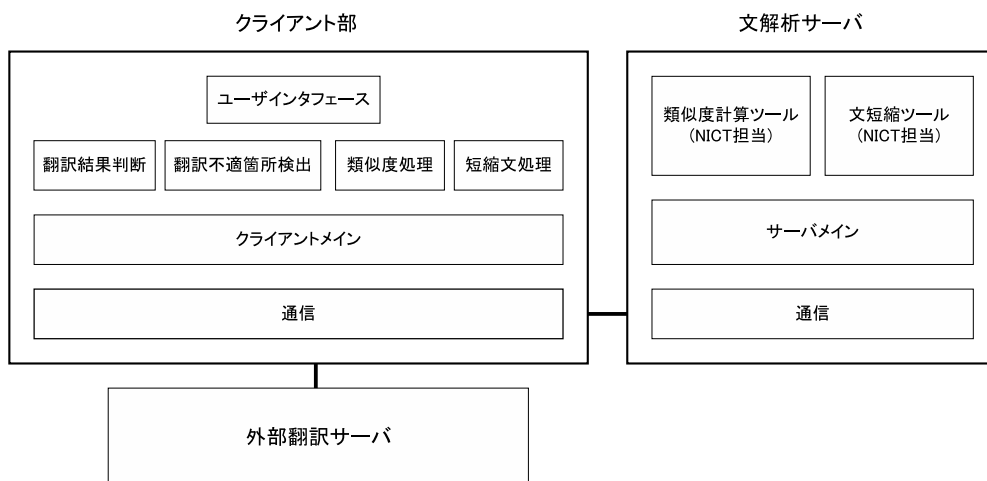 クライアント部
文解析サーバ
ユーザインタフェース
翻訳結果判断
翻訳不適箇所検出
類似度処理
短縮文処理
クライアントメイン
通信
類似度計算ツール
(NICT担当)
文短縮ツール
(NICT担当)
サーバメイン
通信
外部翻訳サーバ